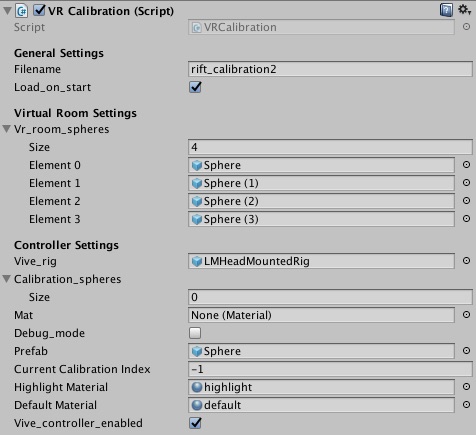 VR Calibration (Script)
Script VRCalibration
General Settings
Filename rift_calibration2
Load_on_start
Virtual Room Settings
Vr_room_spheres
Size 4
Element 0 Sphere
Element 1 Sphere (1)
Element 2 Sphere (2)
Element 3 Sphere (3)
Controller Settings
Vive_rig LMHeadMountedRig
Calibration_spheres
Size 0
Mat None (Material)
Debug_mode
Prefab Sphere
Current Calibration Index -1
Highlight Material highlight
Default Material default
Vive_controller_enabled